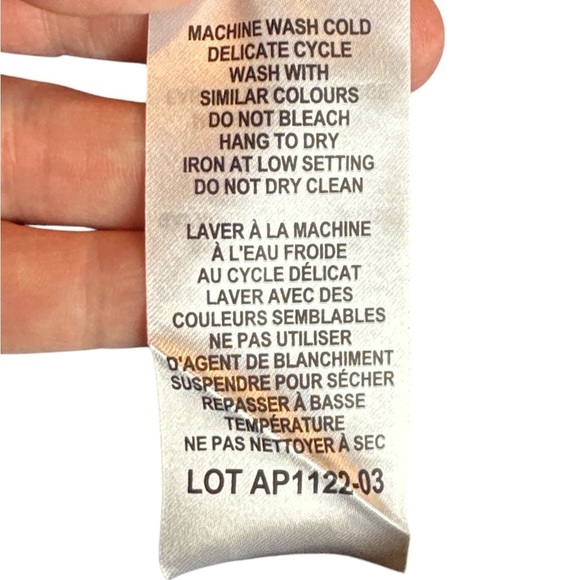 MACHINE WASH COLD
DELICATE CYCLE
WASH WITH
SIMILAR COLOURS
DO NOT BLEACH
HANG TO DRY
IRON AT LOW SETTING
DO NOT DRY CLEAN
LAVER À LA MACHINE
À L'EAU FROIDE
AU CYCLE DÉLICAT
LAVER AVEC DES
COULEURS SEMBLABLES
NE PAS UTILISER
D'AGENT DE BLANCHIMENT
SUSPENDRE POUR SÉCHER
REPASSER À BASSE
TEMPÉRATURE
NE PAS NETTOYER À SEC
LOT AP1122-03